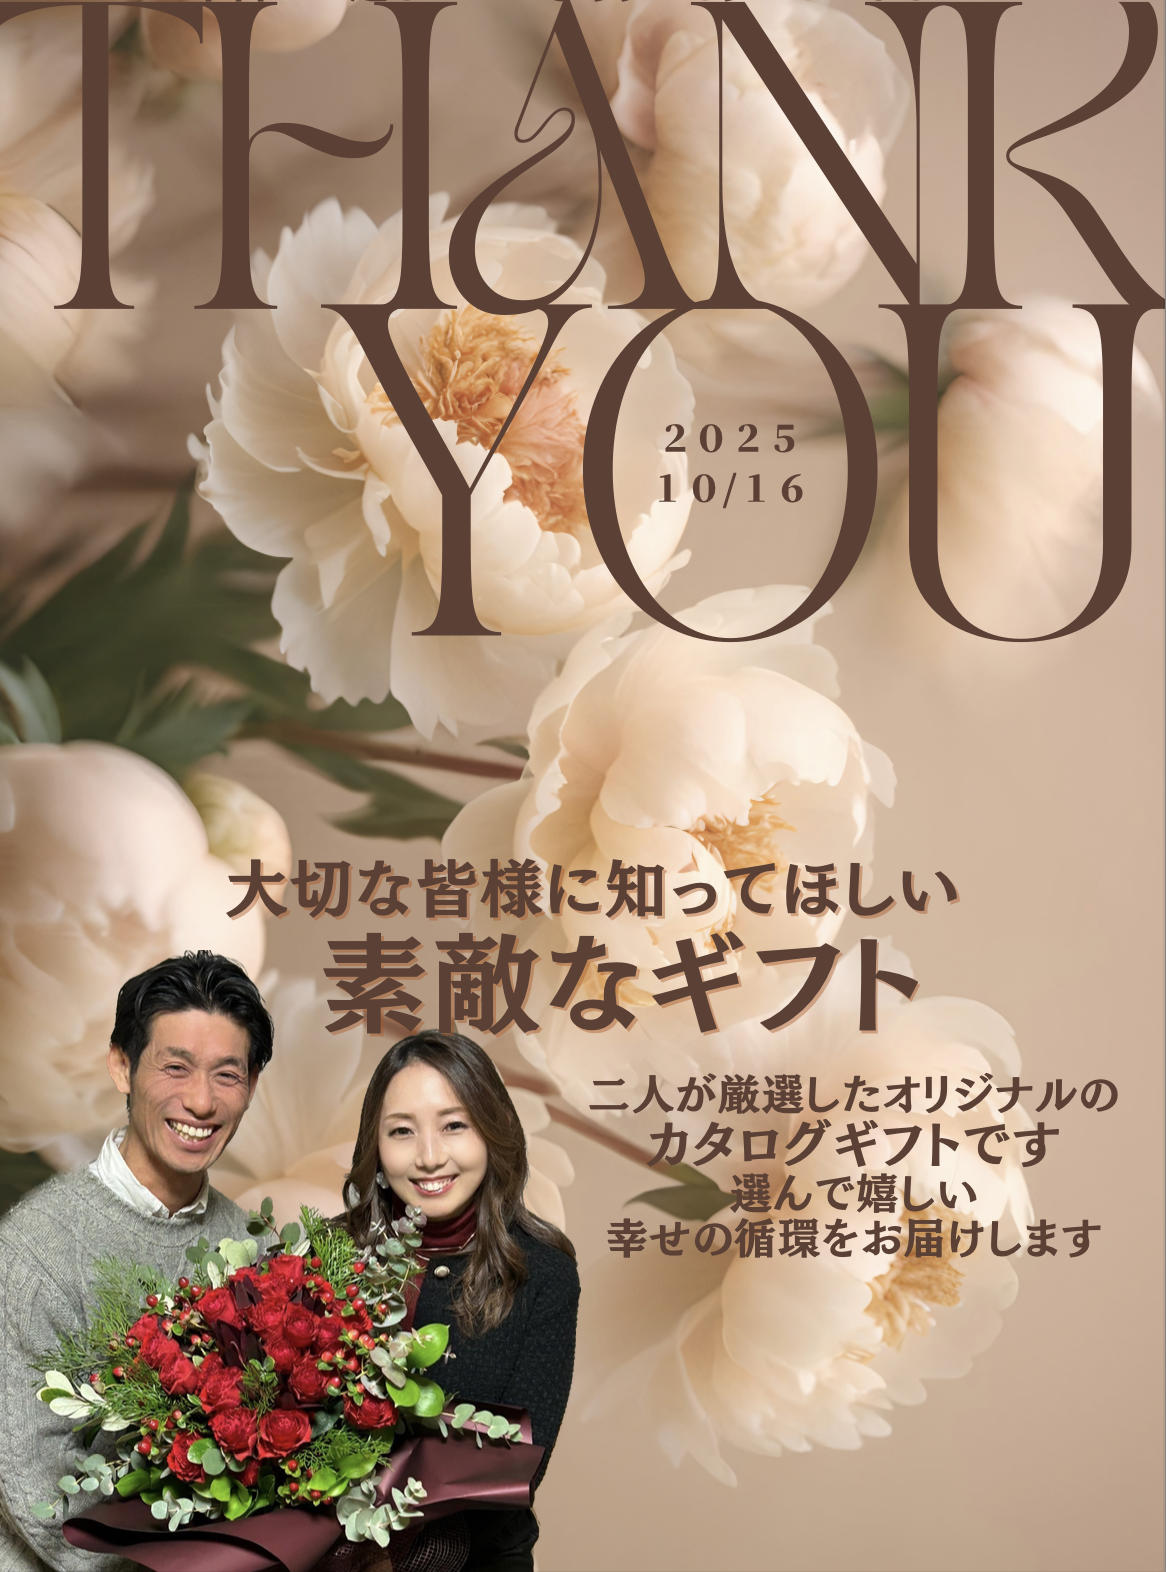 THANK
YOU
2025
10/16
大切な皆様に知ってほしい
素敵なギフト
二人が厳選したオリジナルの
カタログギフトです
選んで嬉しい
幸せの循環をお届けします